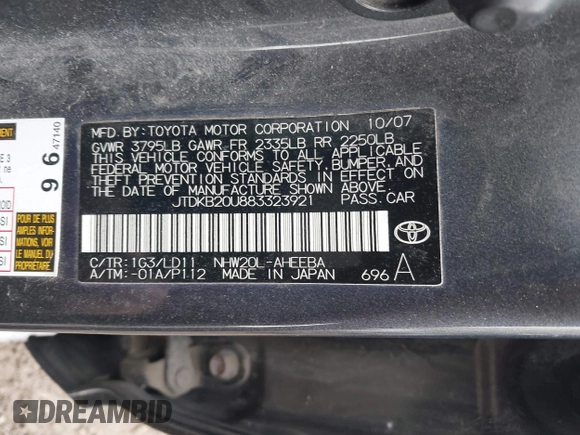 MFD. BY: TOYOTA MOTOR CORPORATION 10/07
GVWR 3795LB GAWR FR 2335LB RR 2250LB
THIS VEHICLE CONFORMS TO ALL APPLICABLE
FEDERAL MOTOR VEHICLE SAFETY, BUMPER, AND
THEFT PREVENTION STANDARDS IN EFFECT ON
THE DATE OF MANUFACTURE SHOWN ABOVE.
JTDKB20U883323921 PASS. CAR
C/TR: 1G3/LD11 NHW20L-AHEEBA
A/TM: -01A/P112 MADE IN JAPAN 696 A
96 47140
DREAMBID